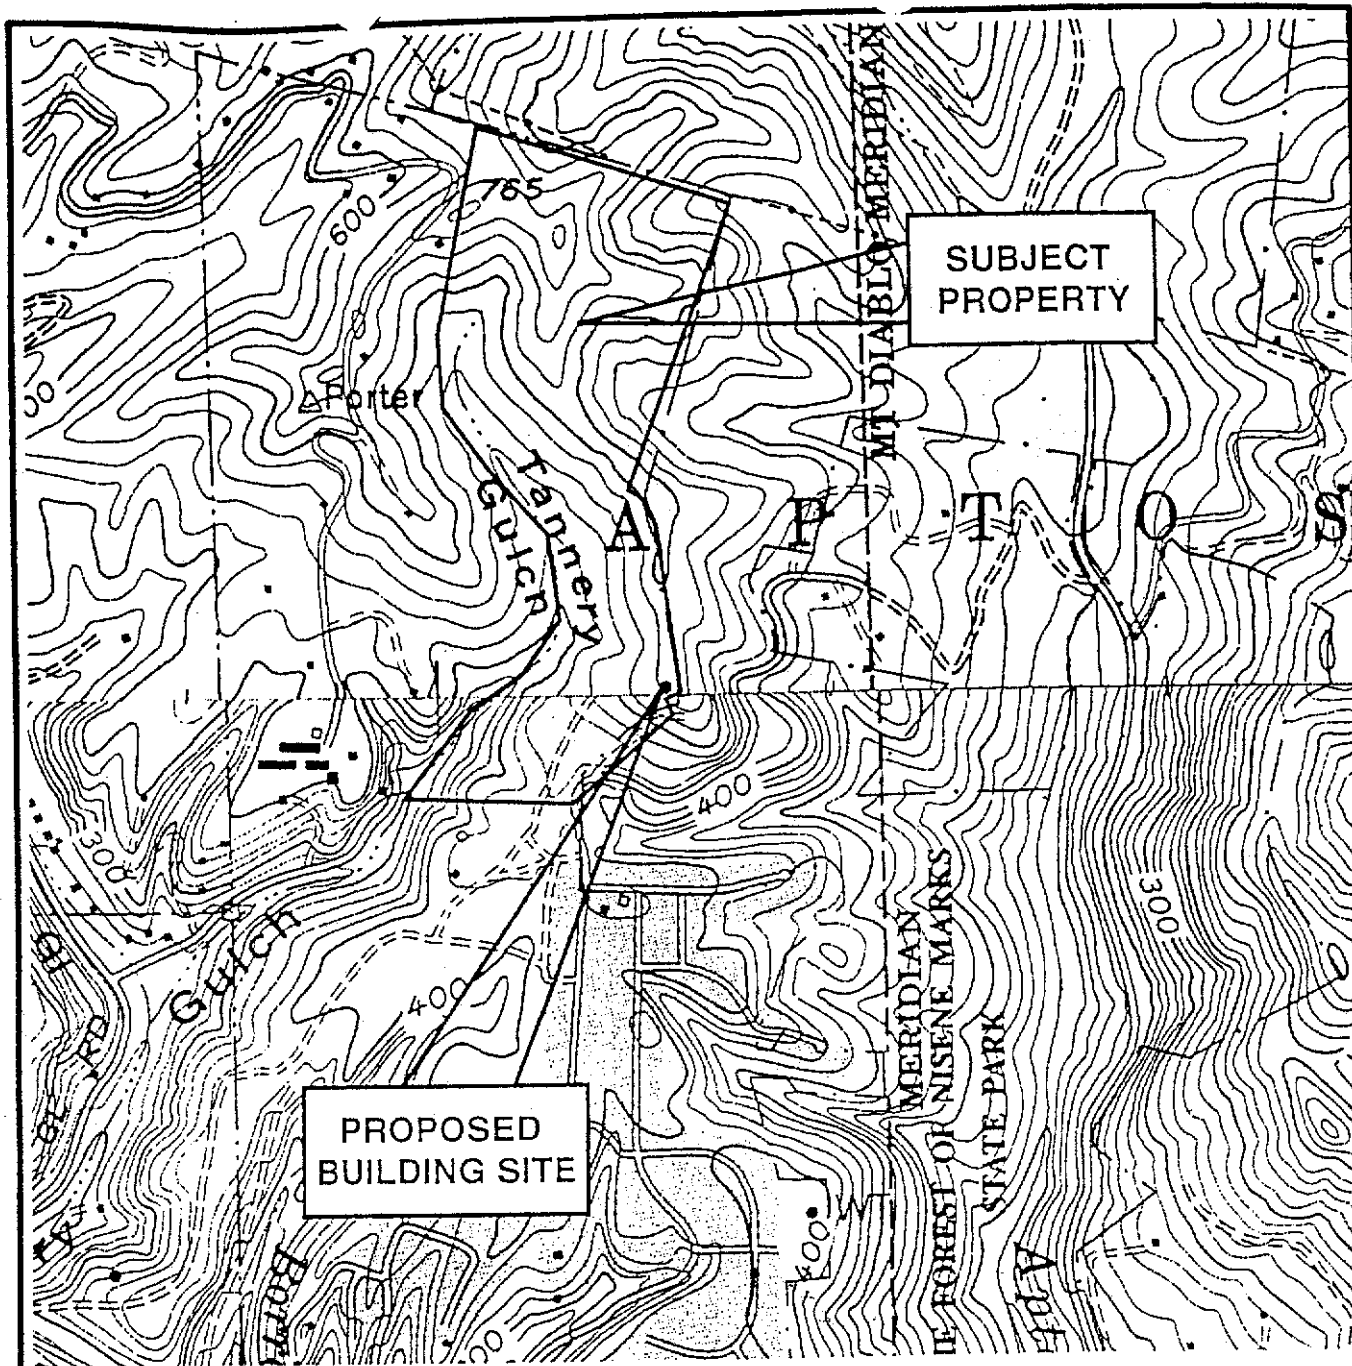 MT DIABLO MERIDIAN
765
600
SUBJECT
PROPERTY
Porter
Tannery
Gulch
A P T O S
400
300
300
MERIDIAN
NISENE MARKS
STATE PARK
FOREST OF
Gulch
400
RD
PROPOSED
BUILDING SITE
W
400